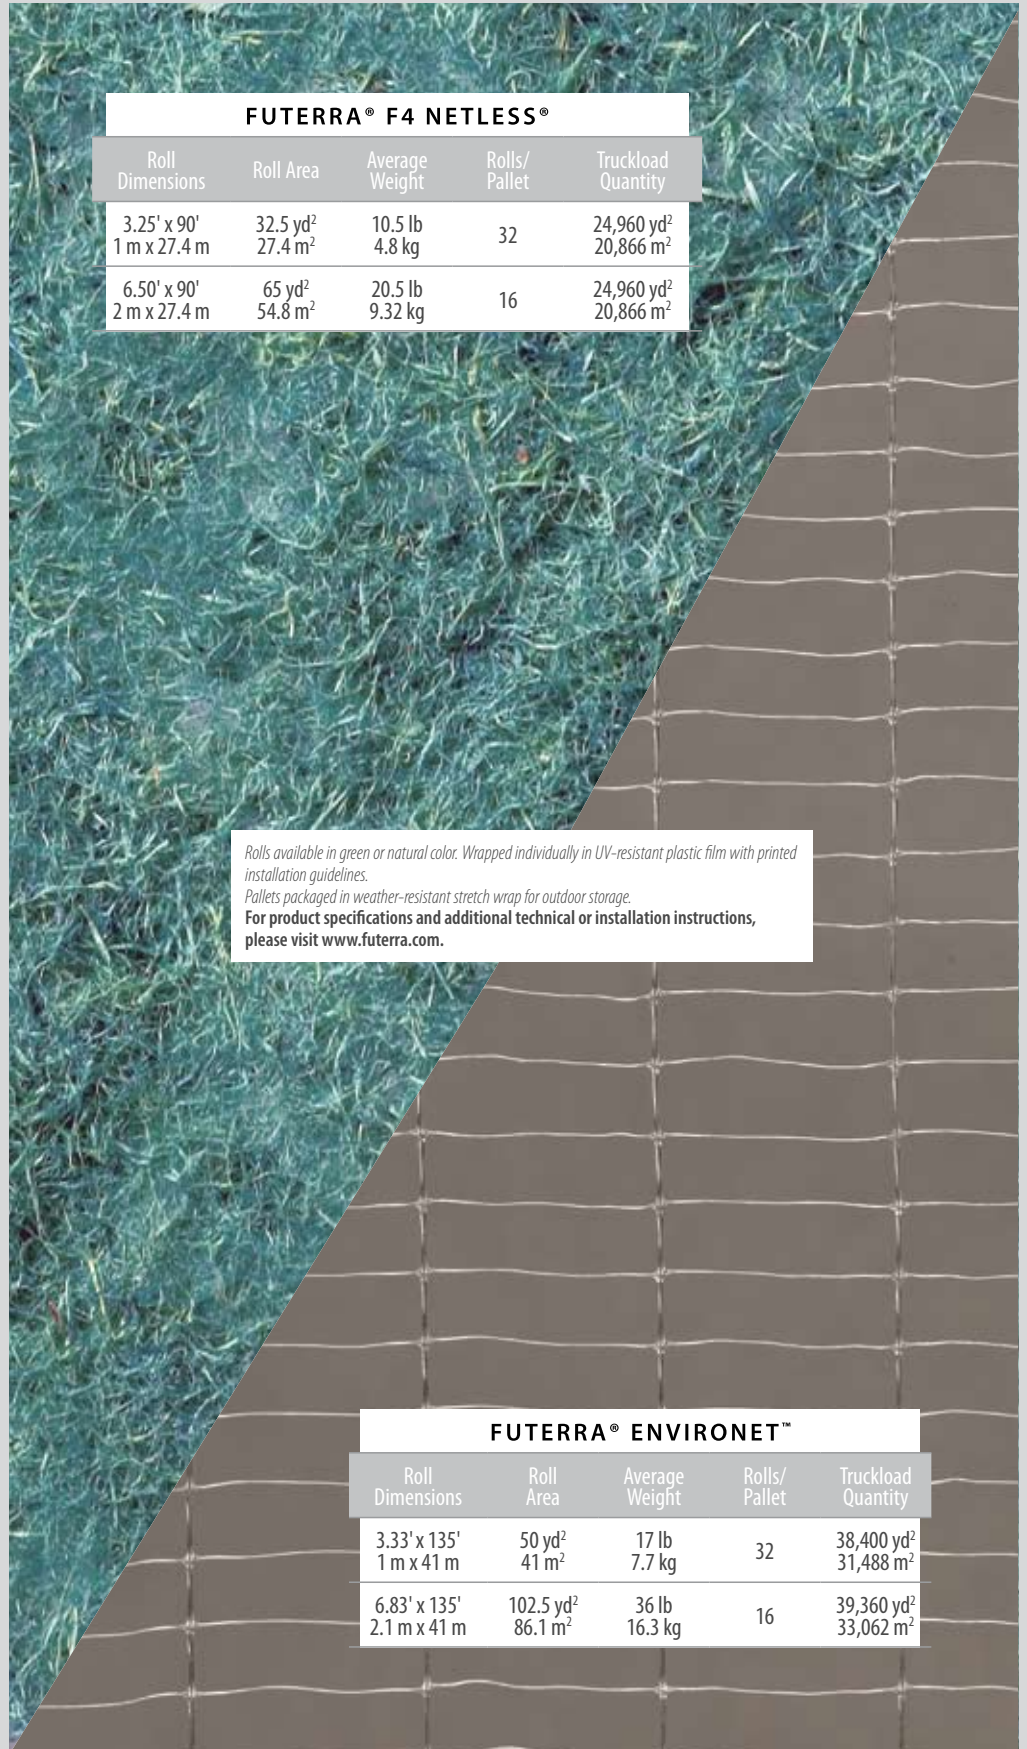 FUTERRA® F4 NETLESS®
Roll Dimensions Roll Area Average Weight Rolls/ Pallet Truckload Quantity
3.25' x 90' 32.5 yd² 10.5 lb 32 24,960 yd²
1 m x 27.4 m 27.4 m² 4.8 kg 20,866 m²
6.50' x 90' 65 yd² 20.5 lb 16 24,960 yd²
2 m x 27.4 m 54.8 m² 9.32 kg 20,866 m²
Rolls available in green or natural color. Wrapped individually in UV-resistant plastic film with printed
installation guidelines.
Pallets packaged in weather-resistant stretch wrap for outdoor storage.
For product specifications and additional technical or installation instructions,
please visit www.futerra.com.
FUTERRA® ENVIRONET™
Roll Dimensions Roll Area Average Weight Rolls/ Pallet Truckload Quantity
3.33' x 135' 50 yd² 17 lb 32 38,400 yd²
1 m x 41 m 41 m² 7.7 kg 31,488 m²
6.83' x 135' 102.5 yd² 36 lb 16 39,360 yd²
2.1 m x 41 m 86.1 m² 16.3 kg 33,062 m²